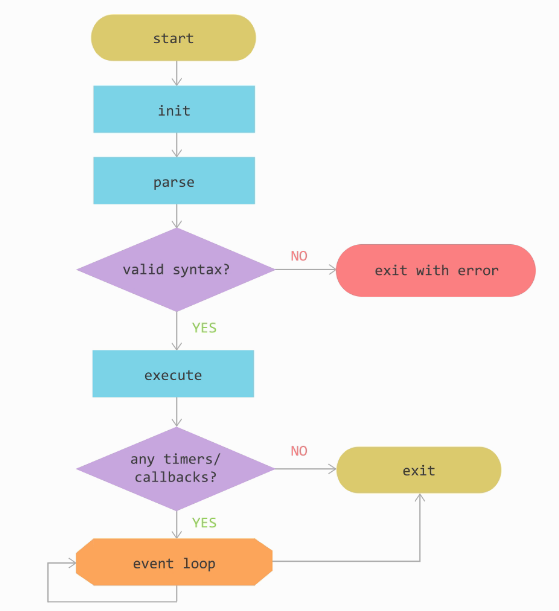 start
init
parse
valid syntax?
NO
exit with error
YES
execute
any timers/
callbacks?
NO
exit
YES
event loop